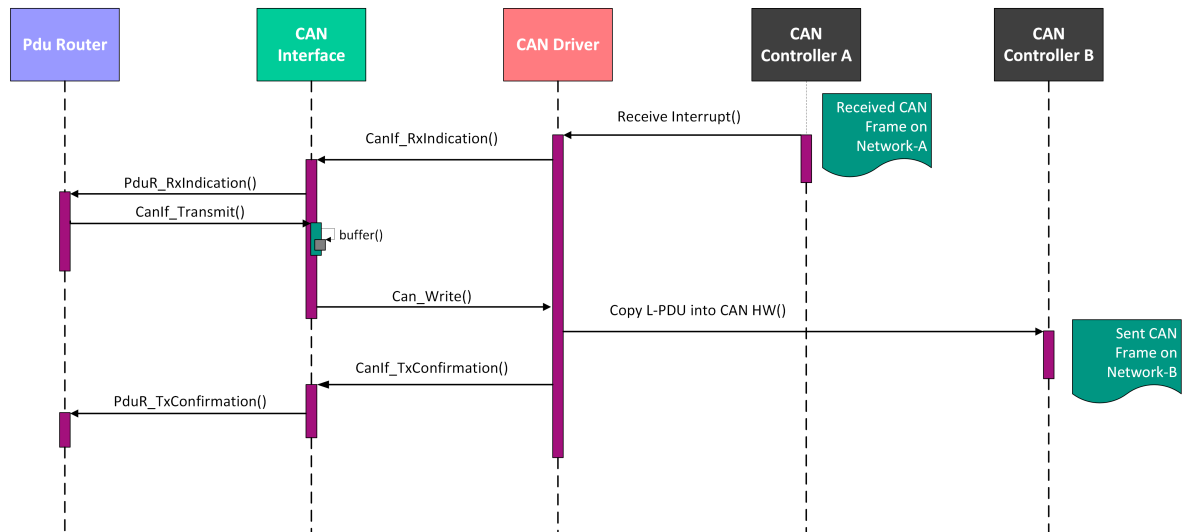 Pdu Router
CAN
Interface
CAN Driver
CAN
Controller A
CAN
Controller B
Received CAN
Frame on
Network-A
Receive Interrupt()
CanIf_RxIndication()
PduR_RxIndication()
CanIf_Transmit()
buffer()
Can_Write()
Copy L-PDU into CAN HW()
Sent CAN
Frame on
Network-B
CanIf_TxConfirmation()
PduR_TxConfirmation()